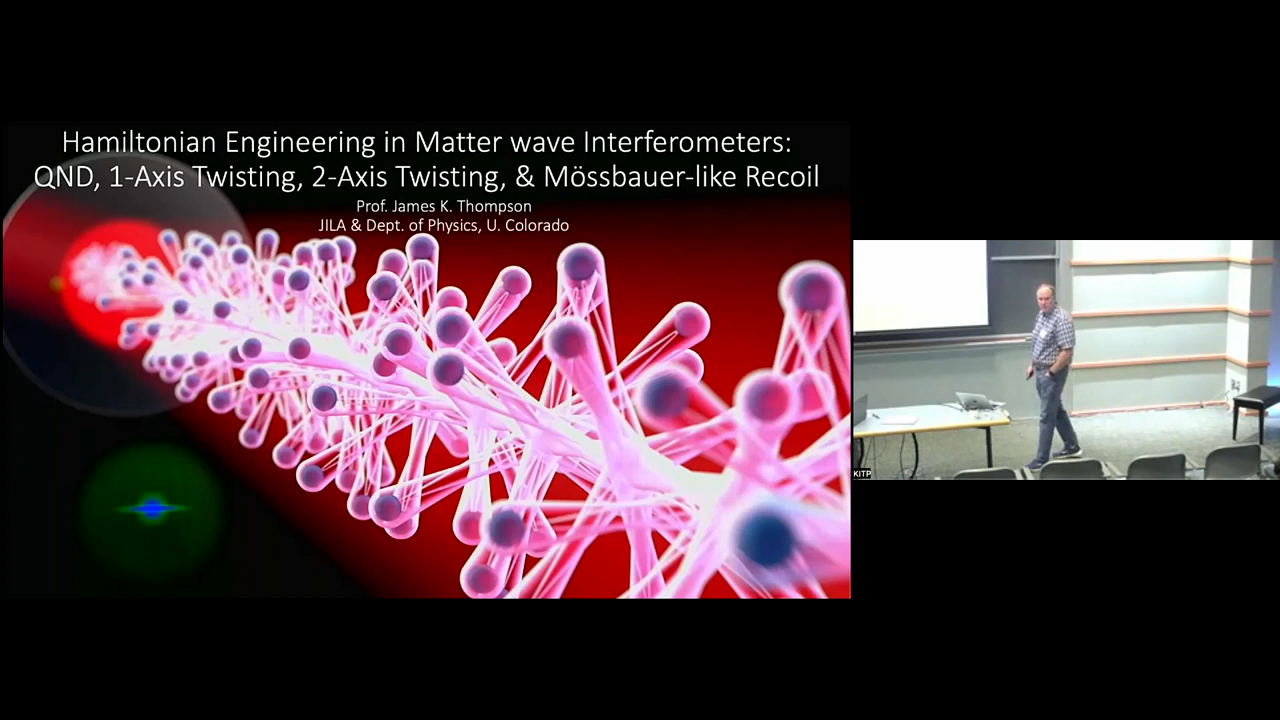 Hamiltonian Engineering in Matter wave Interferometers:
QND, 1-Axis Twisting, 2-Axis Twisting, & Mössbauer-like Recoil
Prof. James K. Thompson
JILA & Dept. of Physics, U. Colorado
KITP